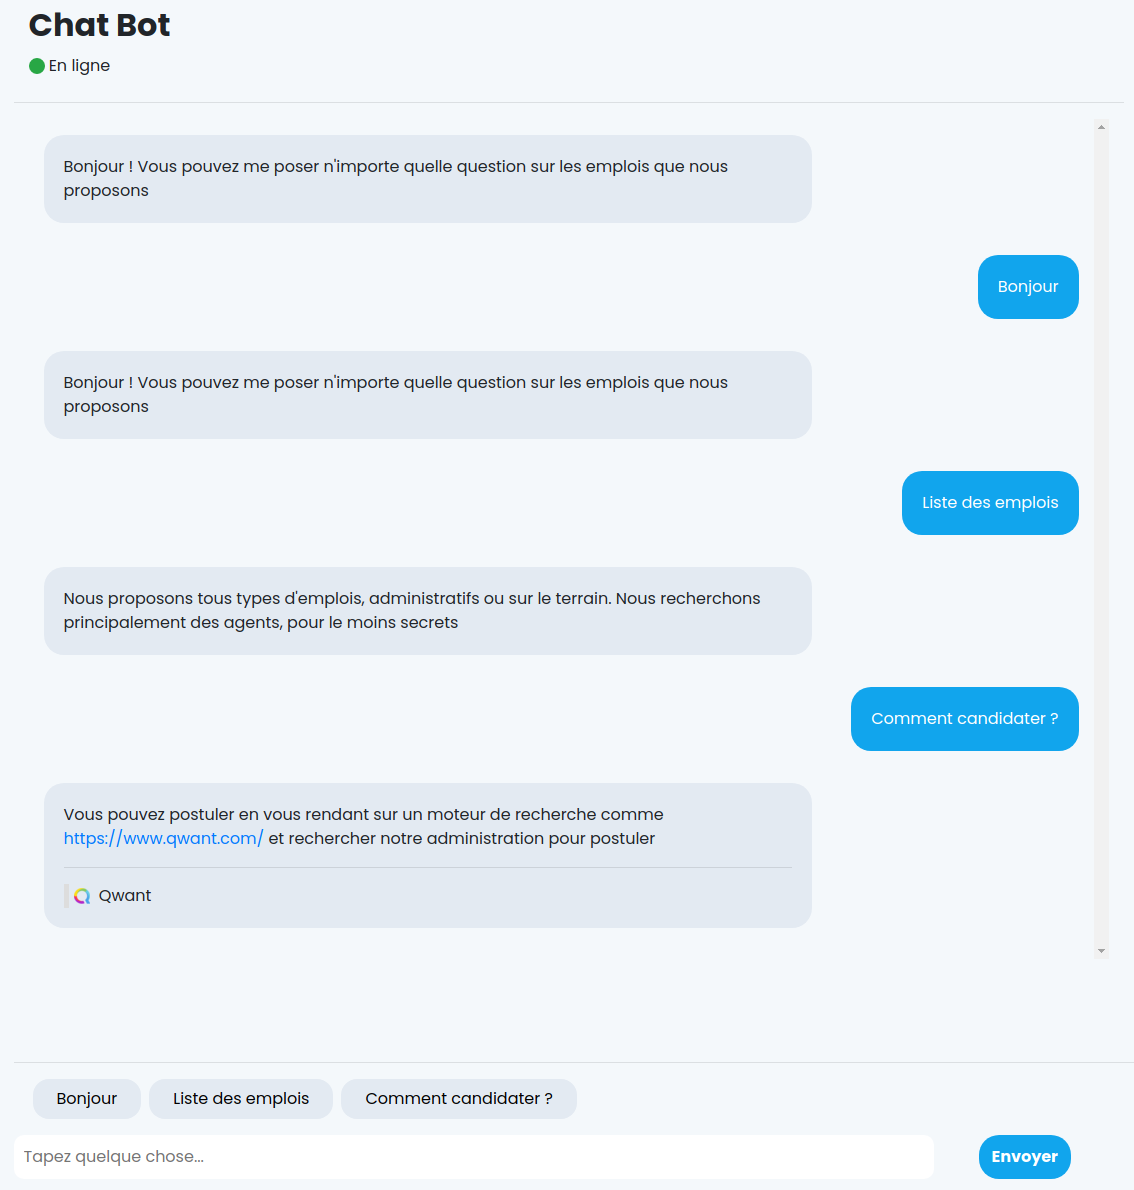 Chat Bot
En ligne
Bonjour ! Vous pouvez me poser n'importe quelle question sur les emplois que nous
proposons
Bonjour
Bonjour ! Vous pouvez me poser n'importe quelle question sur les emplois que nous
proposons
Liste des emplois
Nous proposons tous types d'emplois, administratifs ou sur le terrain. Nous recherchons
principalement des agents, pour le moins secrets
Comment candidater ?
Vous pouvez postuler en vous rendant sur un moteur de recherche comme
https://www.qwant.com/ et rechercher notre administration pour postuler
Qwant
Bonjour Liste des emplois Comment candidater ?
Tapez quelque chose... Envoyer